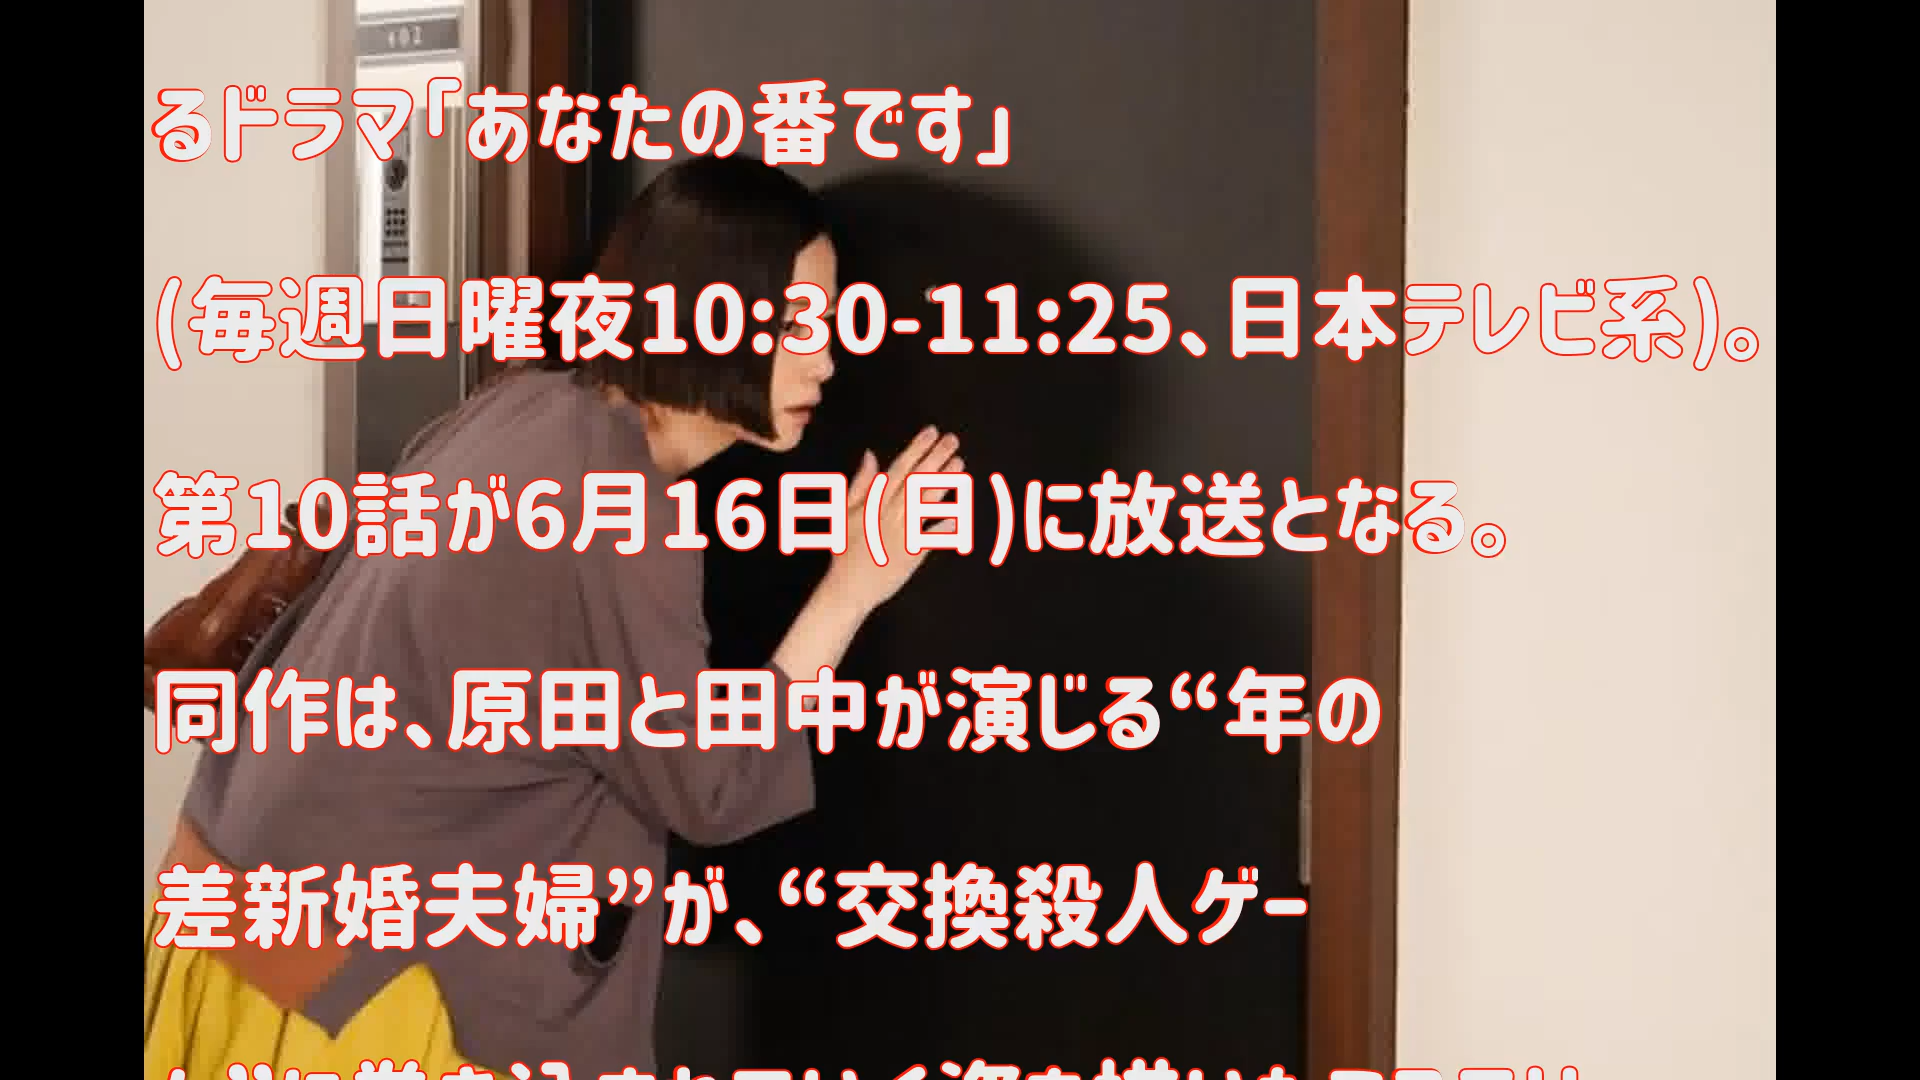 402
るドラマ「あなたの番です」
(毎週日曜夜10:30-11:25、日本テレビ系)。
第10話が6月16日(日)に放送となる。
同作は、原田と田中が演じる“年の
差新婚夫婦”が、“交換殺人ゲー